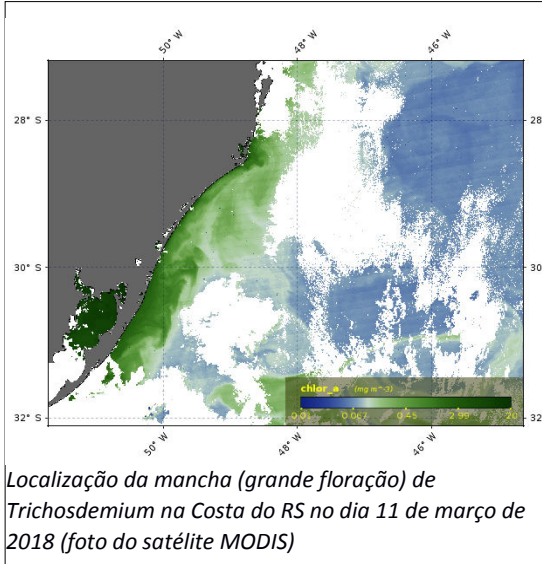 50° W 48° W 46° W
28° S 28°
30° S 30°
chlor_a (mg m^-3)
0.01 0.067 0.45 2.99 20
32° S 32°
50° W 48° W 46° W
Localização da mancha (grande floração) de
Trichosdemium na Costa do RS no dia 11 de março de
2018 (foto do satélite MODIS)